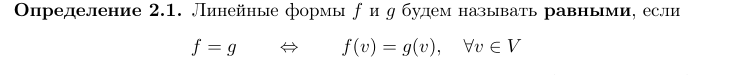 Определение 2.1. Линейные формы f и g будем называть равными, если
f = g ⇔ f(v) = g(v), ∀v ∈ V